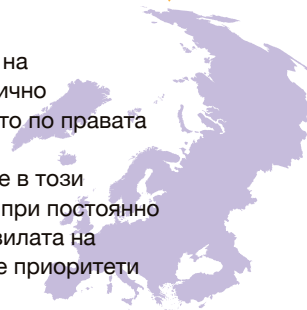 на
ично
то по правата
е в този
при постоянно
вилата на
е приоритети